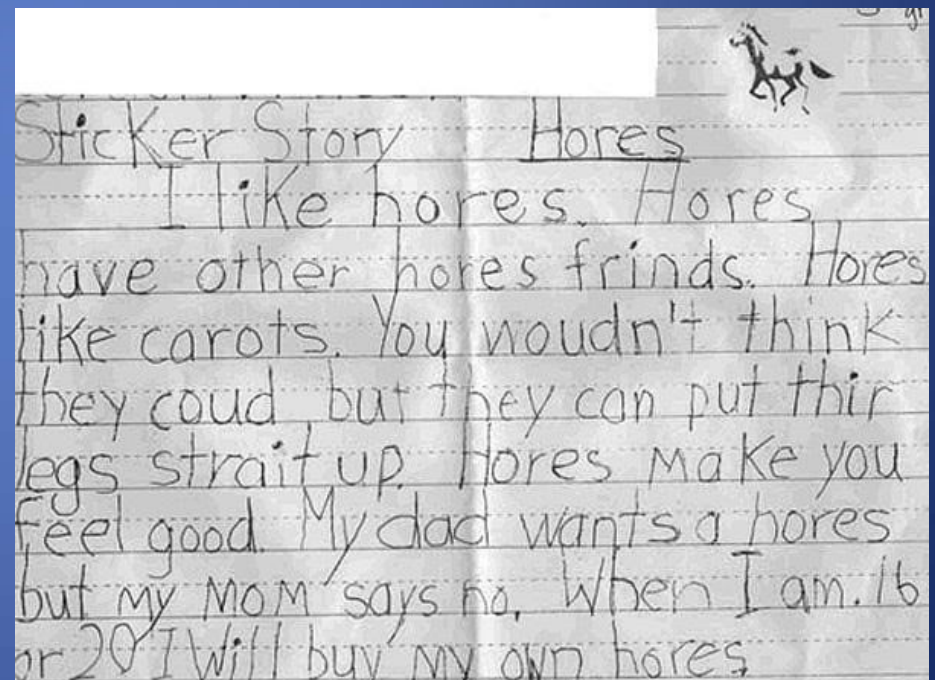 Sticker Story Hores
I like hores. Hores
have other hores frinds. Hores
like carots. You woudn't think
they coud but they can put thir
legs strait up. Hores make you
feel good. My dad wants a hores
but my mom says no. When I am. 16
or 20 I will buy my own hores